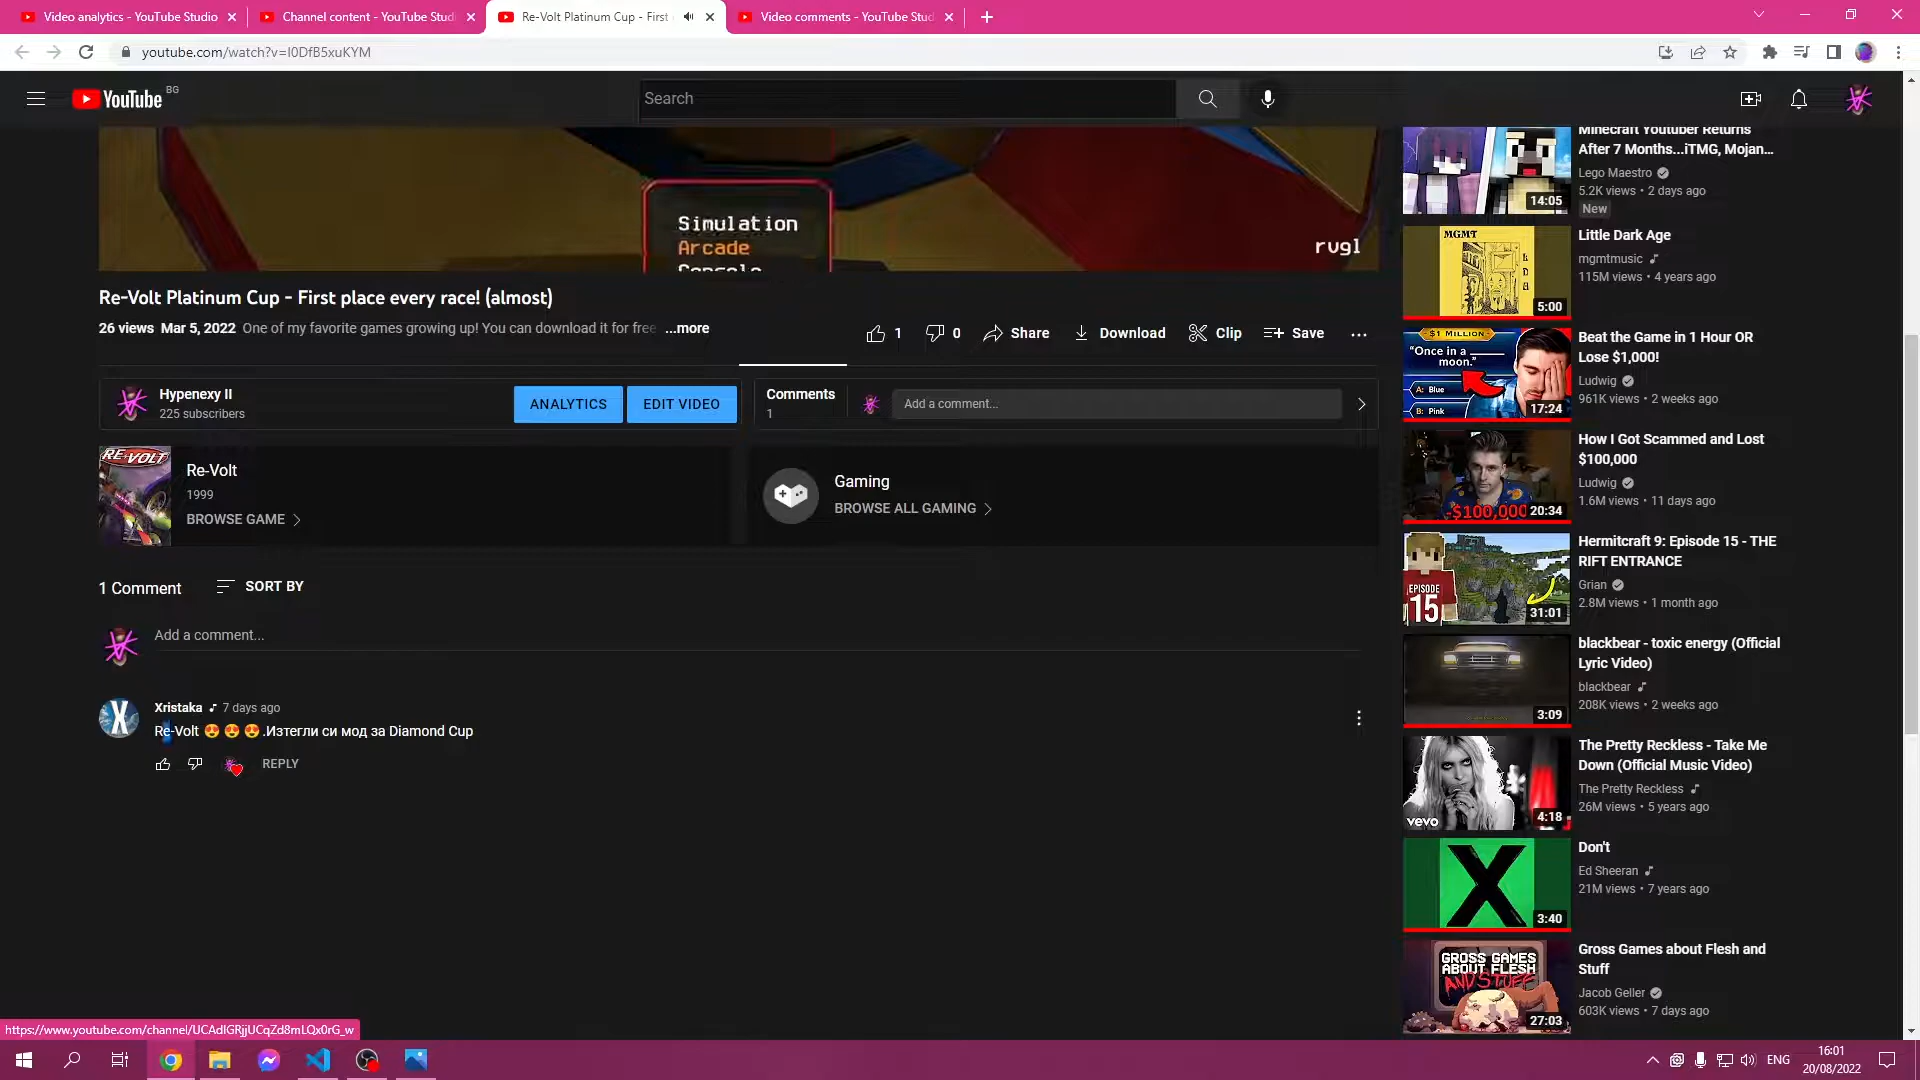 Video analytics - YouTube Studio
Channel content - YouTube Studi
Re-Volt Platinum Cup - First
Video comments - YouTube Stud
youtube.com/watch?v=I0DfB5xuKYM
YouTube BG
Search
Simulation
Arcade
Console
rvgl
Re-Volt Platinum Cup - First place every race! (almost)
26 views Mar 5, 2022 One of my favorite games growing up! You can download it for free ...more
1
0
Share
Download
Clip
Save
Hypenexy II
225 subscribers
ANALYTICS
EDIT VIDEO
Comments
1
Add a comment...
RE-VOLT
Re-Volt
1999
BROWSE GAME
Gaming
BROWSE ALL GAMING
1 Comment
SORT BY
Add a comment...
X
Xristaka 7 days ago
Re-Volt 😍 😍 😍 .Изтегли си мод за Diamond Cup
REPLY
14:05
Minecraft Youtuber Returns
After 7 Months...iTMG, Mojan...
Lego Maestro
5.2K views • 2 days ago
New
MGMT
LDA
5:00
Little Dark Age
mgmtmusic
115M views • 4 years ago
$1 MILLION
"Once in a ____
moon."
A: Blue
B: Pink
17:24
Beat the Game in 1 Hour OR
Lose $1,000!
Ludwig
961K views • 2 weeks ago
-$100,000
20:34
How I Got Scammed and Lost
$100,000
Ludwig
1.6M views • 11 days ago
EPISODE
15
31:01
Hermitcraft 9: Episode 15 - THE
RIFT ENTRANCE
Grian
2.8M views • 1 month ago
3:09
blackbear - toxic energy (Official
Lyric Video)
blackbear
208K views • 2 weeks ago
vevo
4:18
The Pretty Reckless - Take Me
Down (Official Music Video)
The Pretty Reckless
26M views • 5 years ago
X
3:40
Don't
Ed Sheeran
21M views • 7 years ago
GROSS GAMES
ABOUT FLESH
AND STUFF
27:03
Gross Games about Flesh and
Stuff
Jacob Geller
603K views • 7 days ago
https://www.youtube.com/channel/UCAdlGRjjUCqZd8mLQx0rG_w
ENG
16:01
20/08/2022